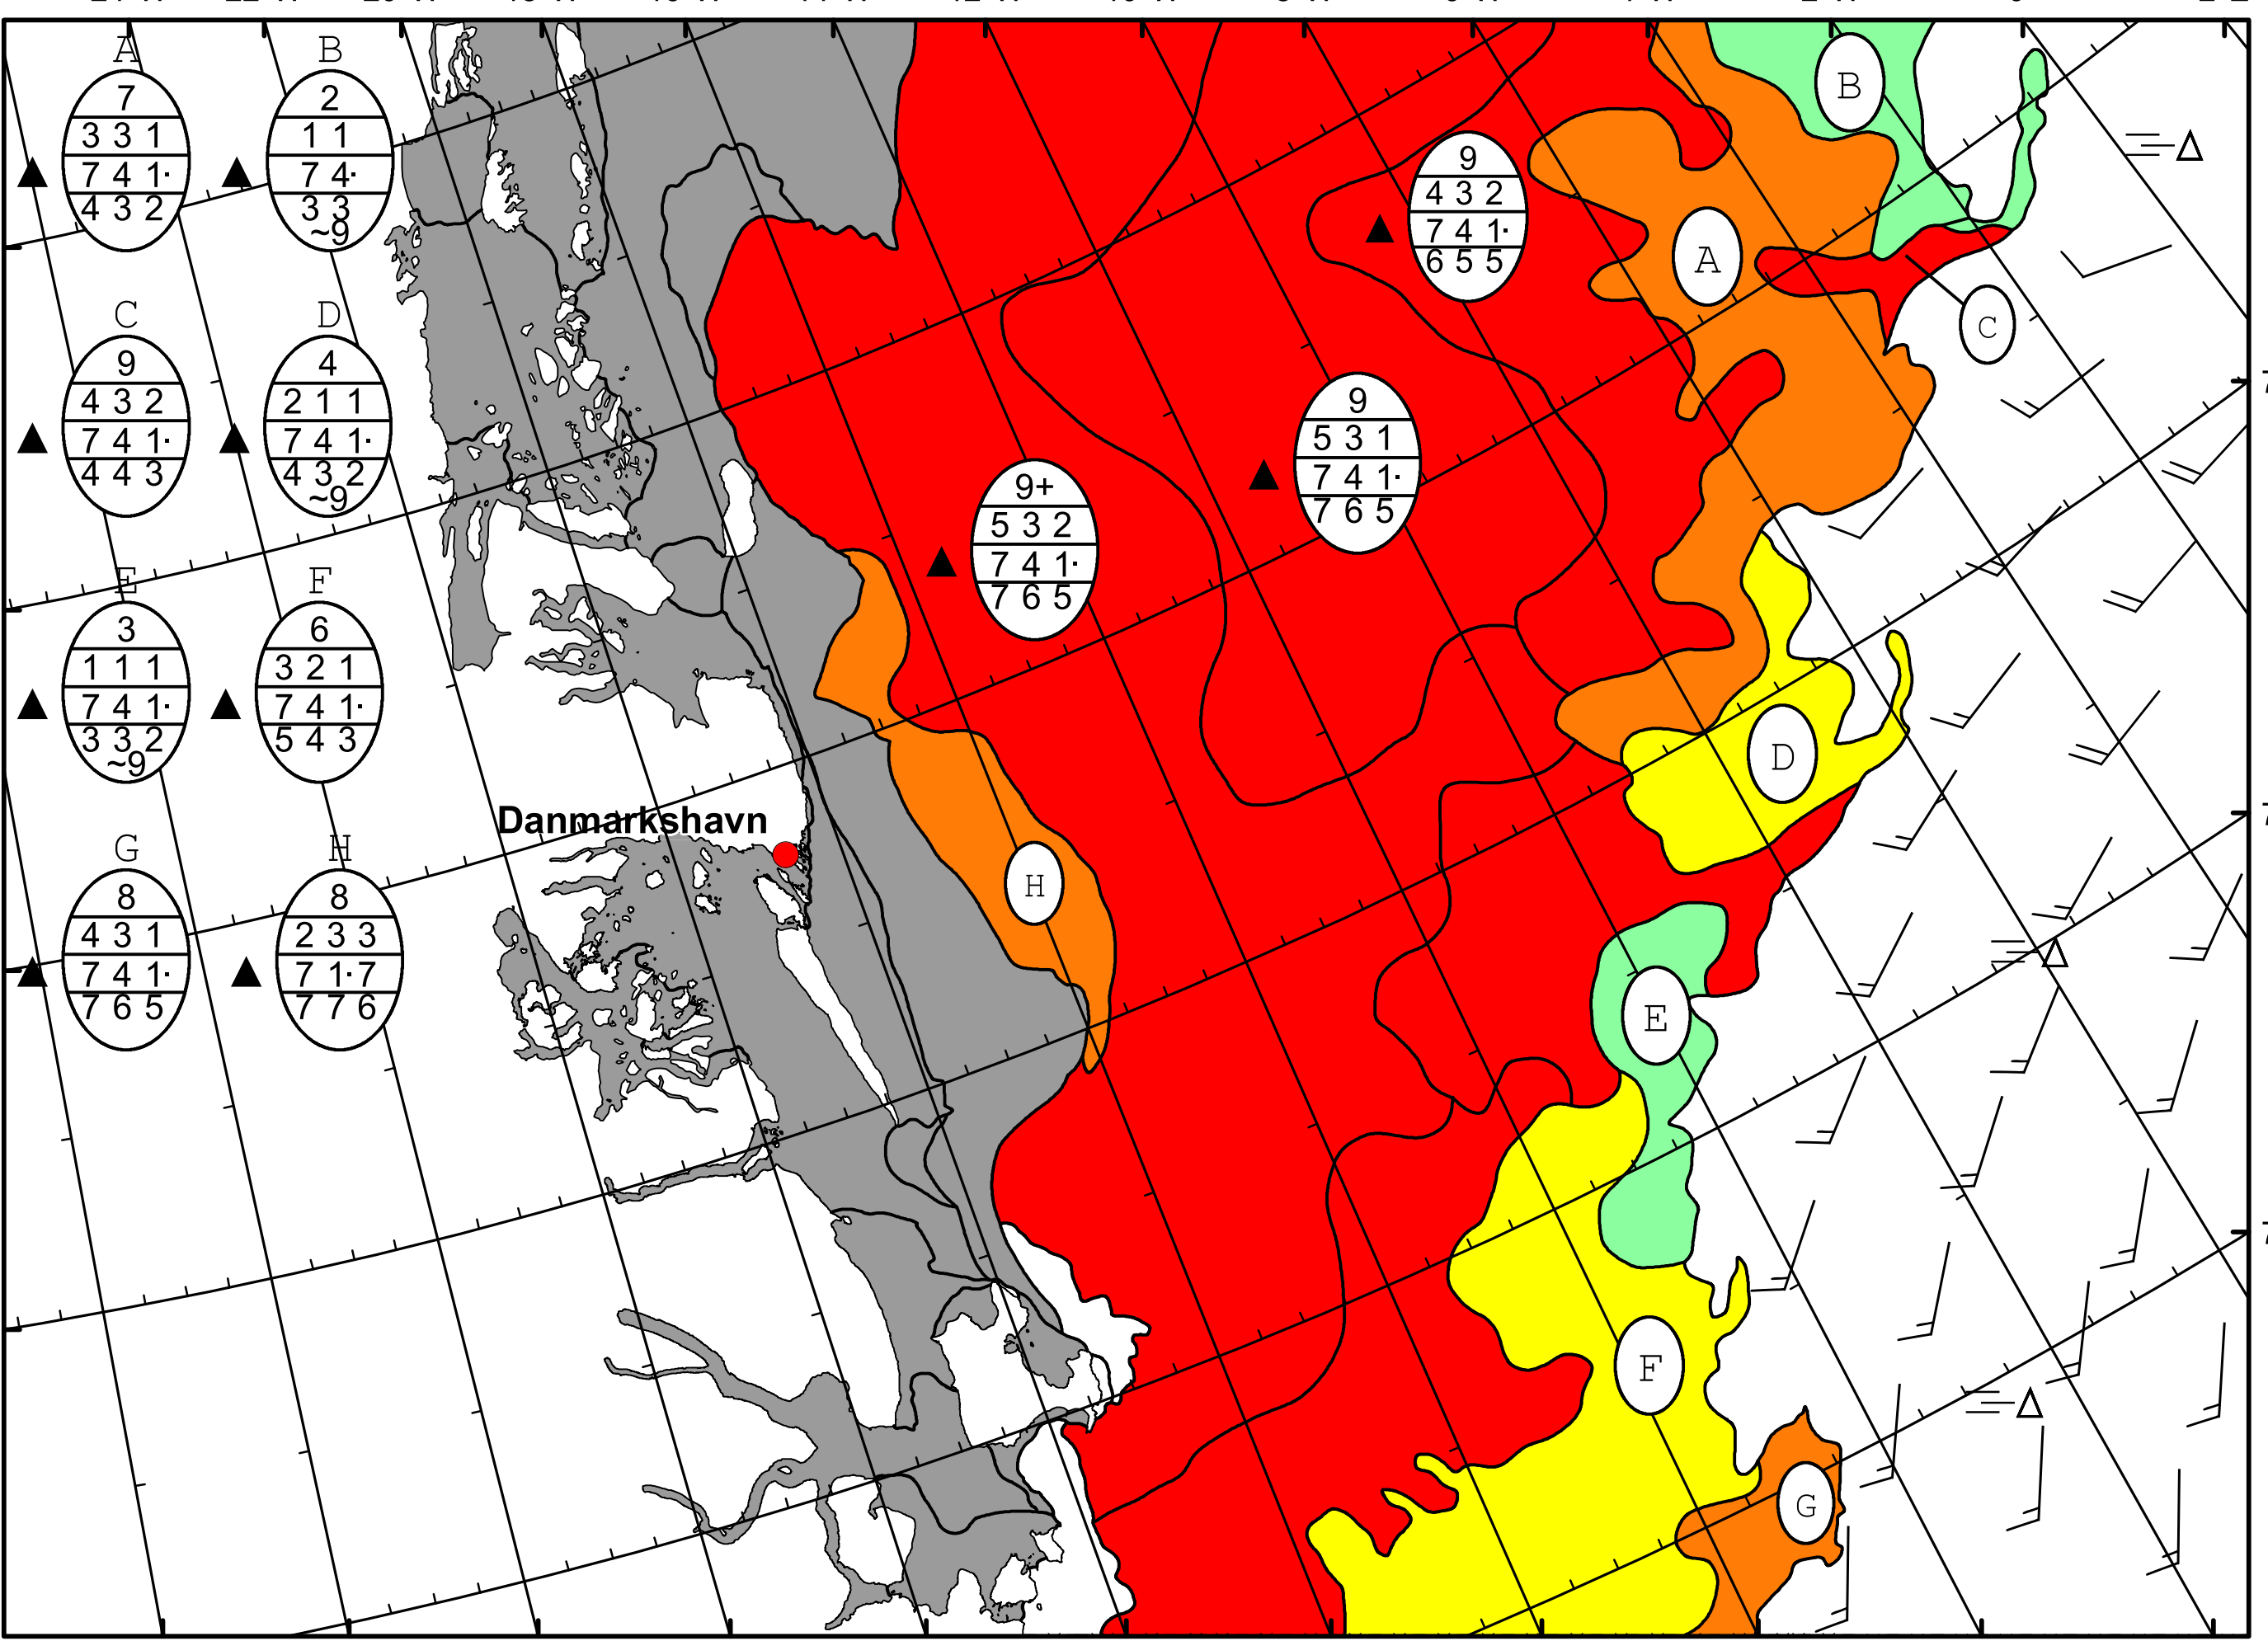 A
7
3 3 1
7 4 1·
4 3 2
B
2
1 1
7 4·
3 3
~9
C
9
4 3 2
7 4 1·
4 4 3
D
4
2 1 1
7 4 1·
4 3 2
~9
E
3
1 1 1
7 4 1·
3 3 2
~9
F
6
3 2 1
7 4 1·
5 4 3
G
8
4 3 1
7 4 1·
7 6 5
H
8
2 3 3
7 1·7
7 7 6
9
4 3 2
7 4 1·
6 5 5
9
5 3 1
7 4 1·
7 6 5
9+
5 3 2
7 4 1·
7 6 5
B
A
C
D
Danmarkshavn
H
E
F
G